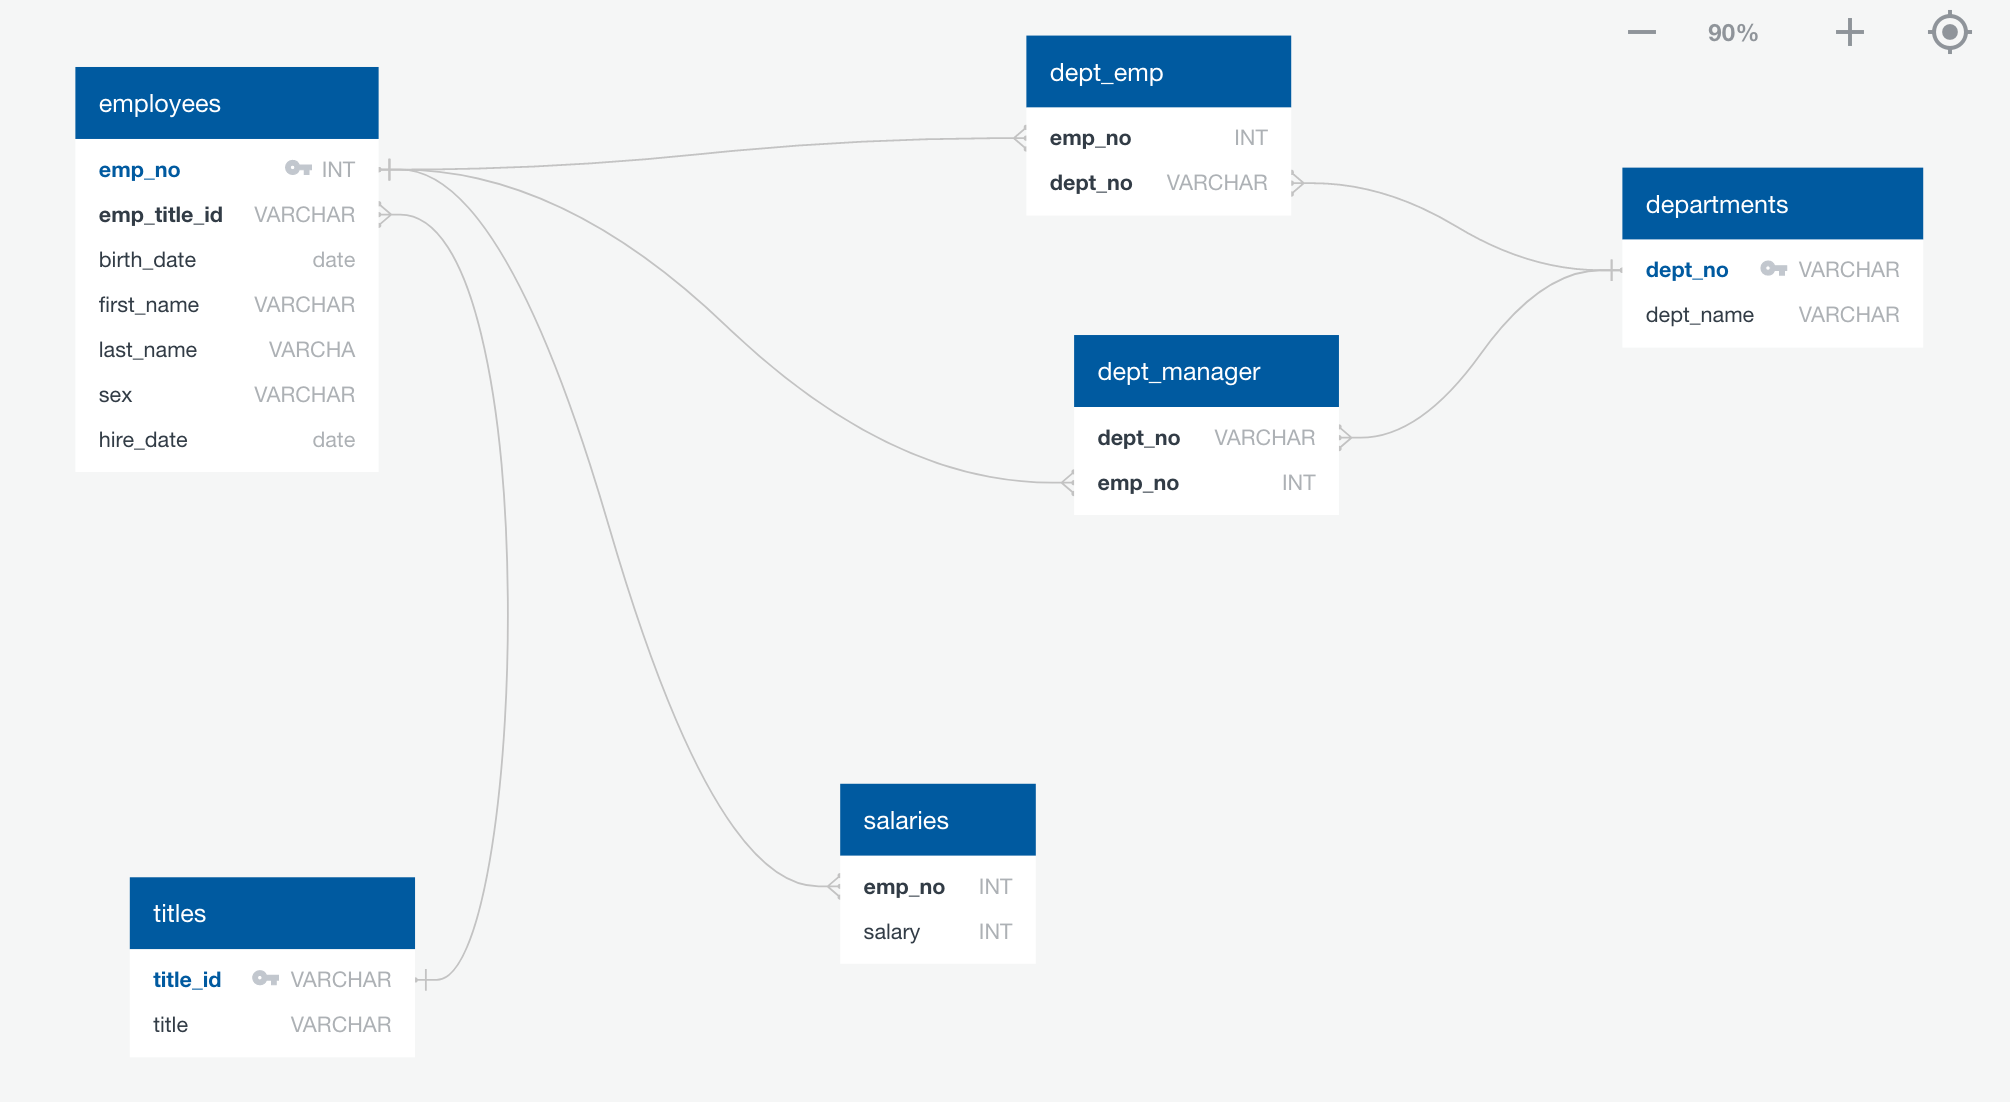 90%
employees
emp_no INT
emp_title_id VARCHAR
birth_date date
first_name VARCHAR
last_name VARCHA
sex VARCHAR
hire_date date
dept_emp
emp_no INT
dept_no VARCHAR
departments
dept_no VARCHAR
dept_name VARCHAR
dept_manager
dept_no VARCHAR
emp_no INT
salaries
emp_no INT
salary INT
titles
title_id VARCHAR
title VARCHAR